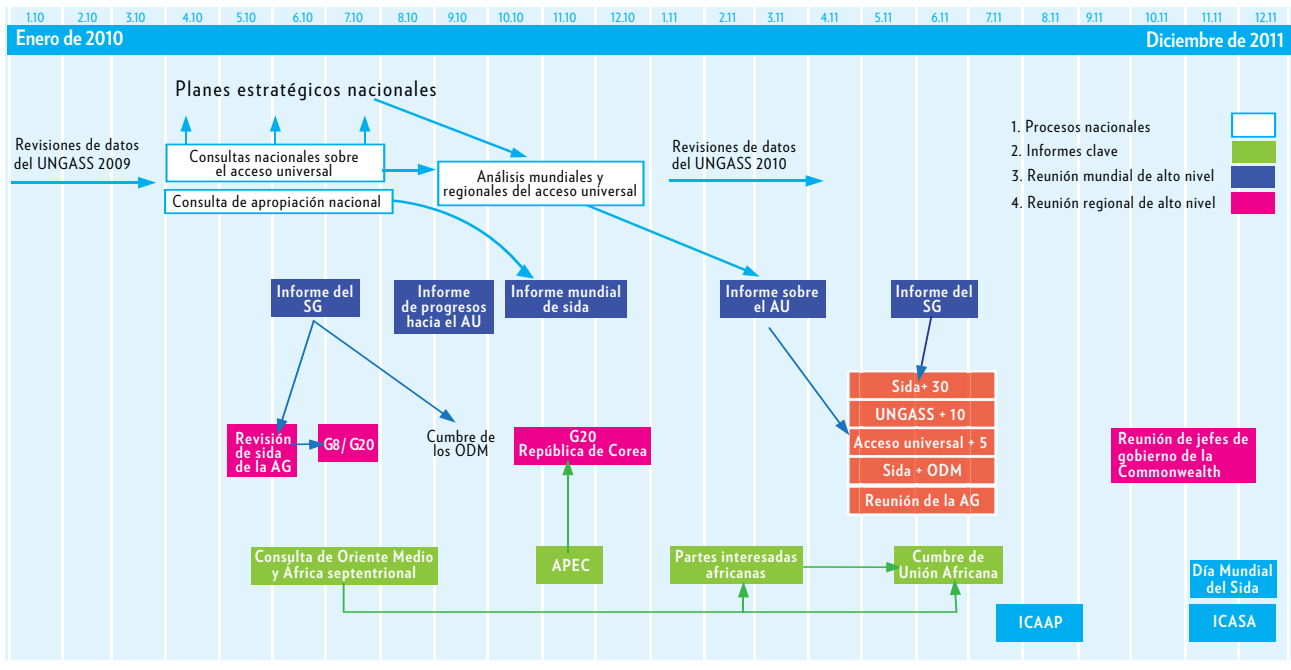 1.10 2.10 3.10 4.10 5.10 6.10 7.10 8.10 9.10 10.10 11.10 12.10 1.11 2.11 3.11 4.11 5.11 6.11 7.11 8.11 9.11 10.11 11.11 12.11
Enero de 2010
Diciembre de 2011
Planes estratégicos nacionales
Revisiones de datos
del UNGASS 2009
Consultas nacionales sobre
el acceso universal
Consulta de apropiación nacional
Análisis mundiales y
regionales del acceso universal
Revisiones de datos
del UNGASS 2010
1. Procesos nacionales
2. Informes clave
3. Reunión mundial de alto nivel
4. Reunión regional de alto nivel
Informe del
SG
Informe
de progresos
hacia el AU
Informe mundial
de sida
Informe sobre
el AU
Informe del
SG
Sida+ 30
UNGASS + 10
Acceso universal + 5
Sida + ODM
Reunión de la AG
Revisión
de sida
de la AG
G8/ G20
Cumbre de
los ODM
G20
República de Corea
Reunión de jefes de
gobierno de la
Commonwealth
Consulta de Oriente Medio
y África septentrional
APEC
Partes interesadas
africanas
Cumbre de
Unión Africana
Día Mundial
del Sida
ICAAP
ICASA